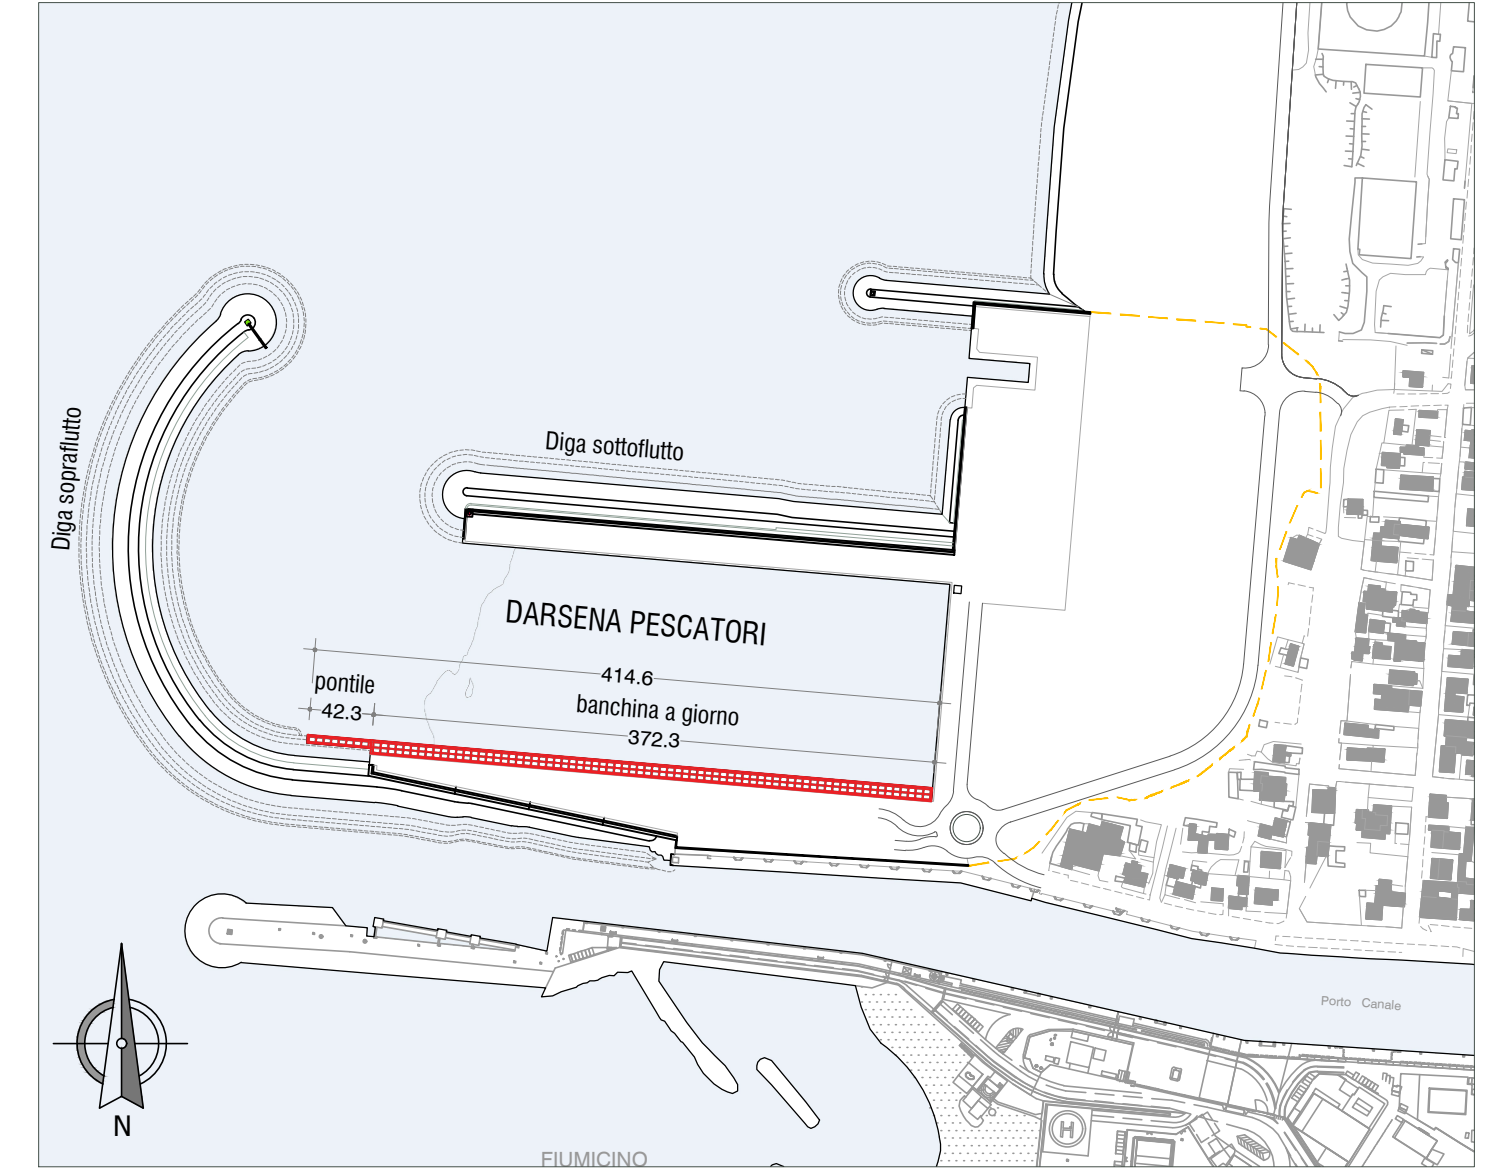 Diga sopraflutto
Diga sottoflutto
DARSENA PESCATORI
414.6
pontile
42.3
banchina a giorno
372.3
Porto Canale
H
N
FIUMICINO